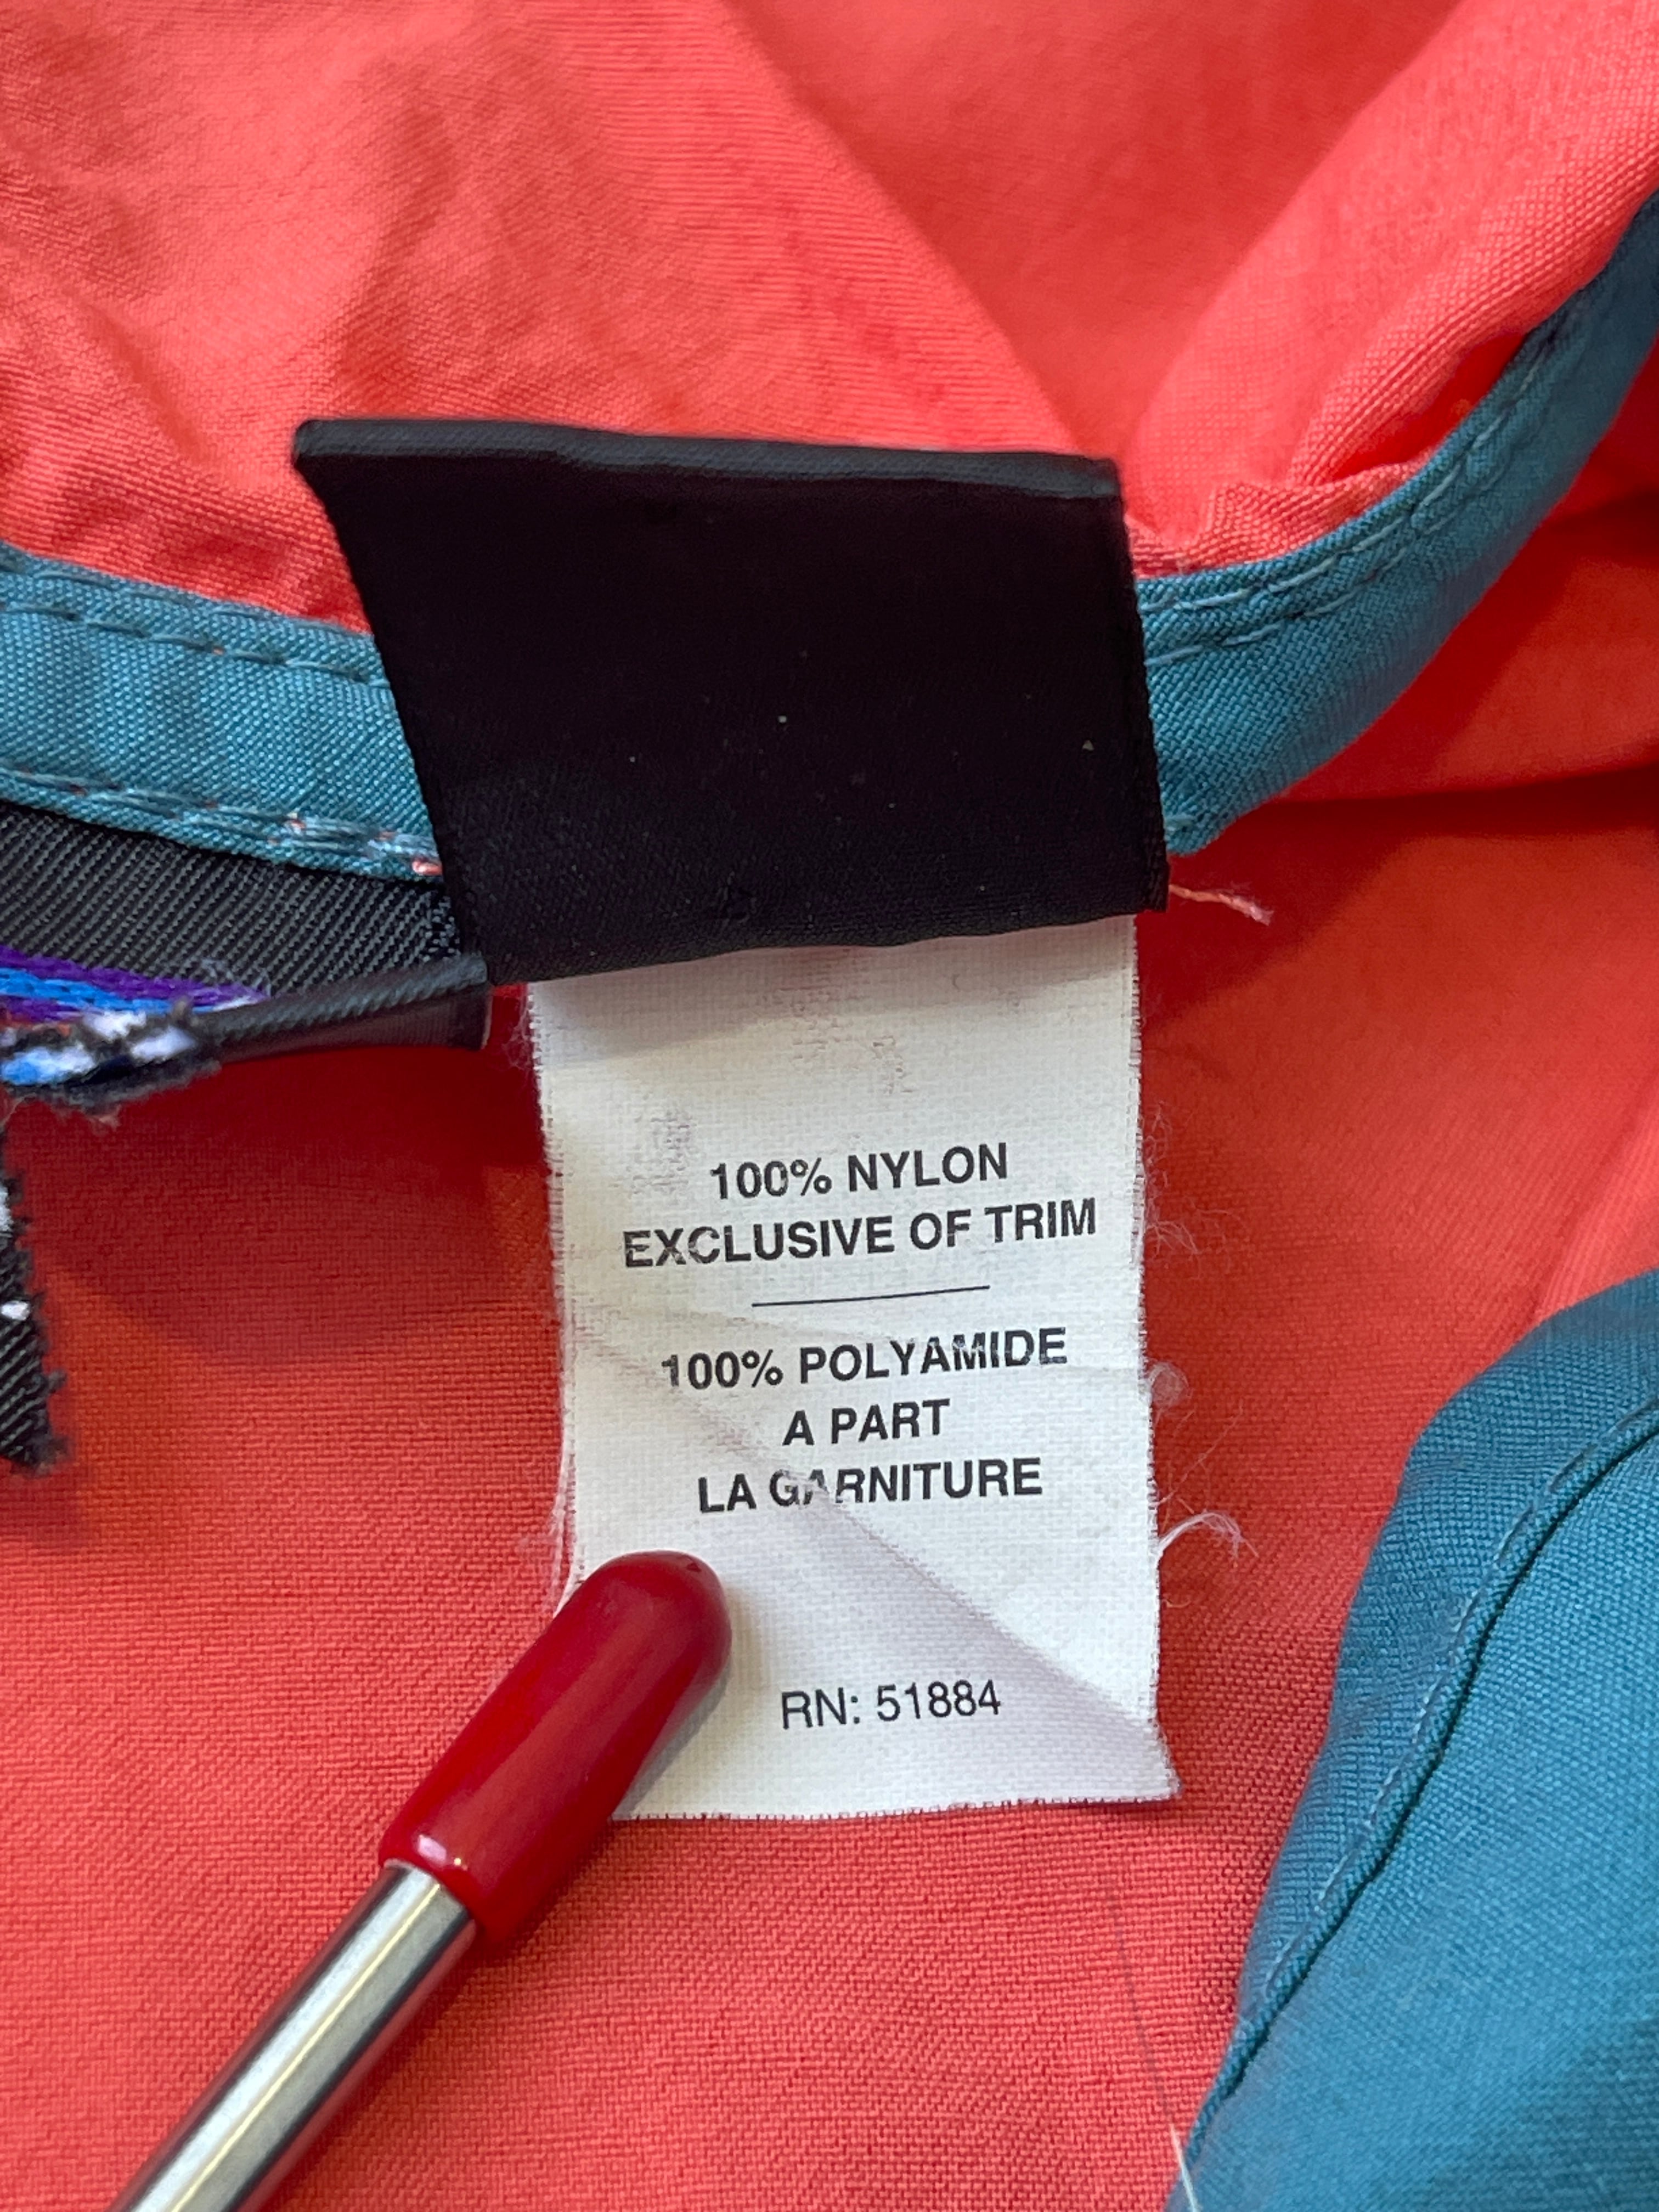 100% NYLON
EXCLUSIVE OF TRIM
100% POLYAMIDE
A PART
LA GARNITURE
RN: 51884